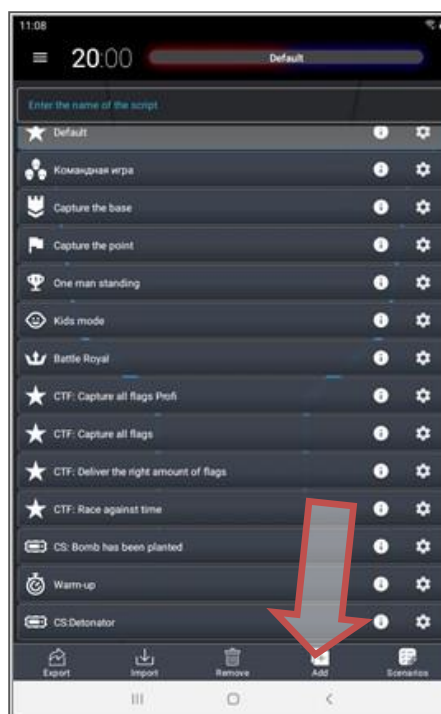 11:08
20:00
Default
Enter the name of the script
Default
Командная игра
Capture the base
Capture the point
One man standing
Kids mode
Battle Royal
CTF: Capture all flags Profi
CTF: Capture all flags
CTF: Deliver the right amount of flags
CTF: Race against time
CS: Bomb has been planted
Warm-up
CS:Detonator
Export
Import
Remove
Add
Scenarios